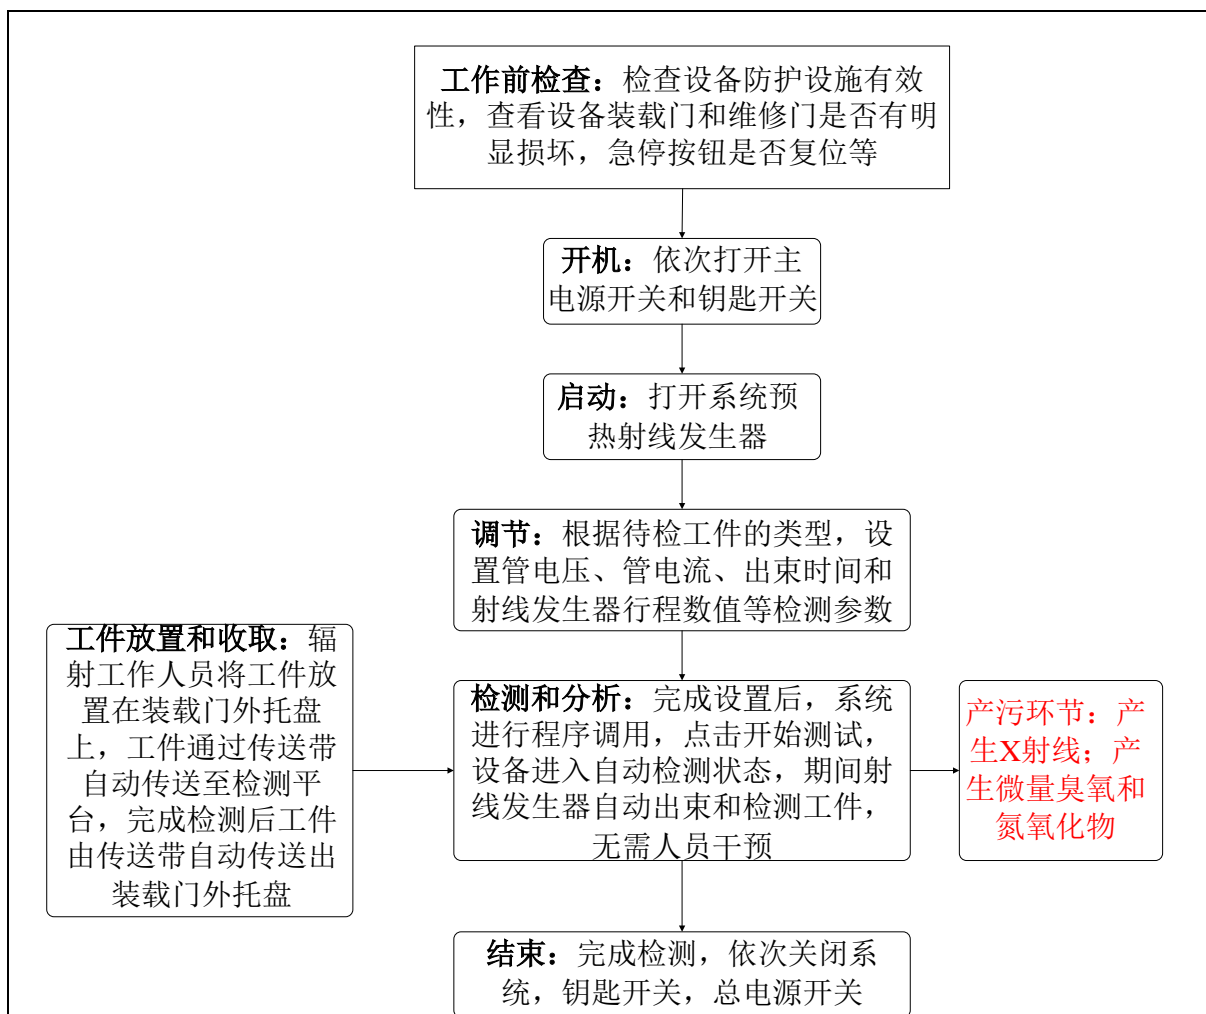 工作前检查：检查设备防护设施有效
性，查看设备装载门和维修门是否有明
显损坏，急停按钮是否复位等
开机：依次打开主
电源开关和钥匙开关
启动：打开系统预
热射线发生器
调节：根据待检工件的类型，设
置管电压、管电流、出束时间和
射线发生器行程数值等检测参数
工件放置和收取：辐
射工作人员将工件放
置在装载门外托盘
上，工件通过传送带
自动传送至检测平
台，完成检测后工件
由传送带自动传送出
装载门外托盘
检测和分析：完成设置后，系统
进行程序调用，点击开始测试，
设备进入自动检测状态，期间射
线发生器自动出束和检测工件，
无需人员干预
产污环节：产
生X射线；产
生微量臭氧和
氮氧化物
结束：完成检测，依次关闭系
统，钥匙开关，总电源开关